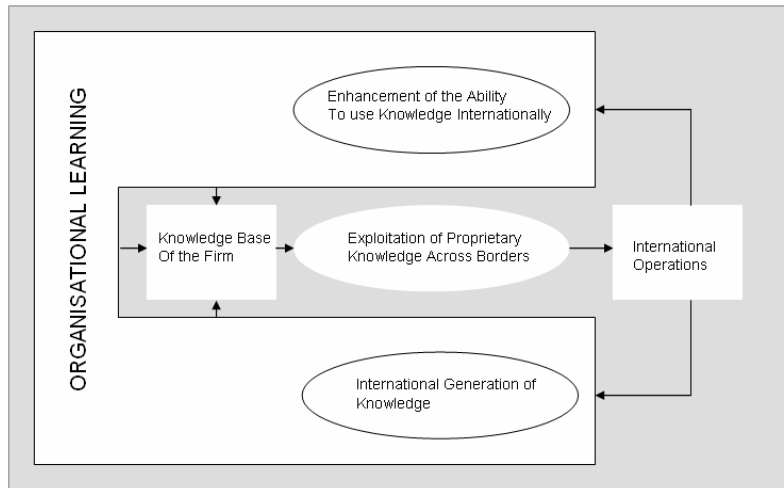 ORGANISATIONAL LEARNING
Enhancement of the Ability
To use Knowledge Internationally
Knowledge Base
Of the Firm
Exploitation of Proprietary
Knowledge Across Borders
International
Operations
International Generation of
Knowledge